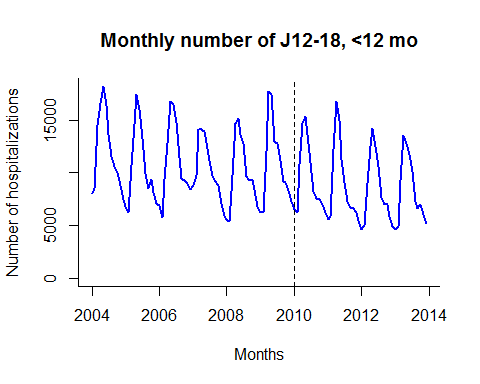 Monthly number of J12-18, <12 mo
Number of hospitalizations
15000
5000
0
2004 2006 2008 2010 2012 2014
Months